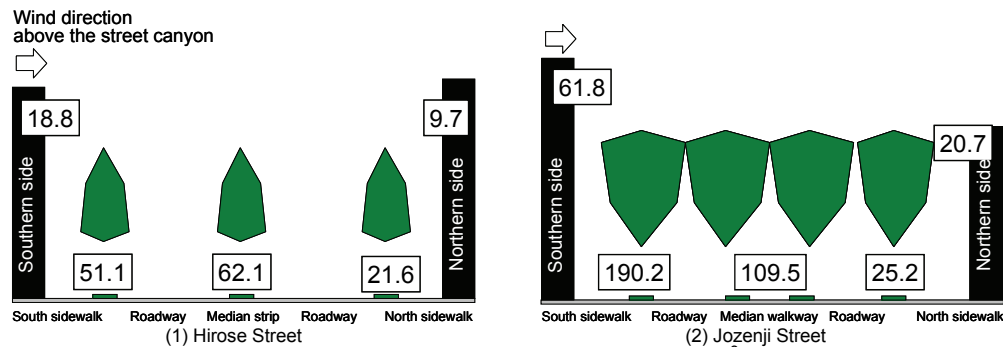 Wind direction
above the street canyon
18.8
9.7
Southern side
Northern side
51.1
62.1
21.6
South sidewalk Roadway Median strip Roadway North sidewalk
(1) Hirose Street
61.8
20.7
Southern side
Northern side
190.2
109.5
25.2
South sidewalk Roadway Median walkway Roadway North sidewalk
(2) Jozenji Street